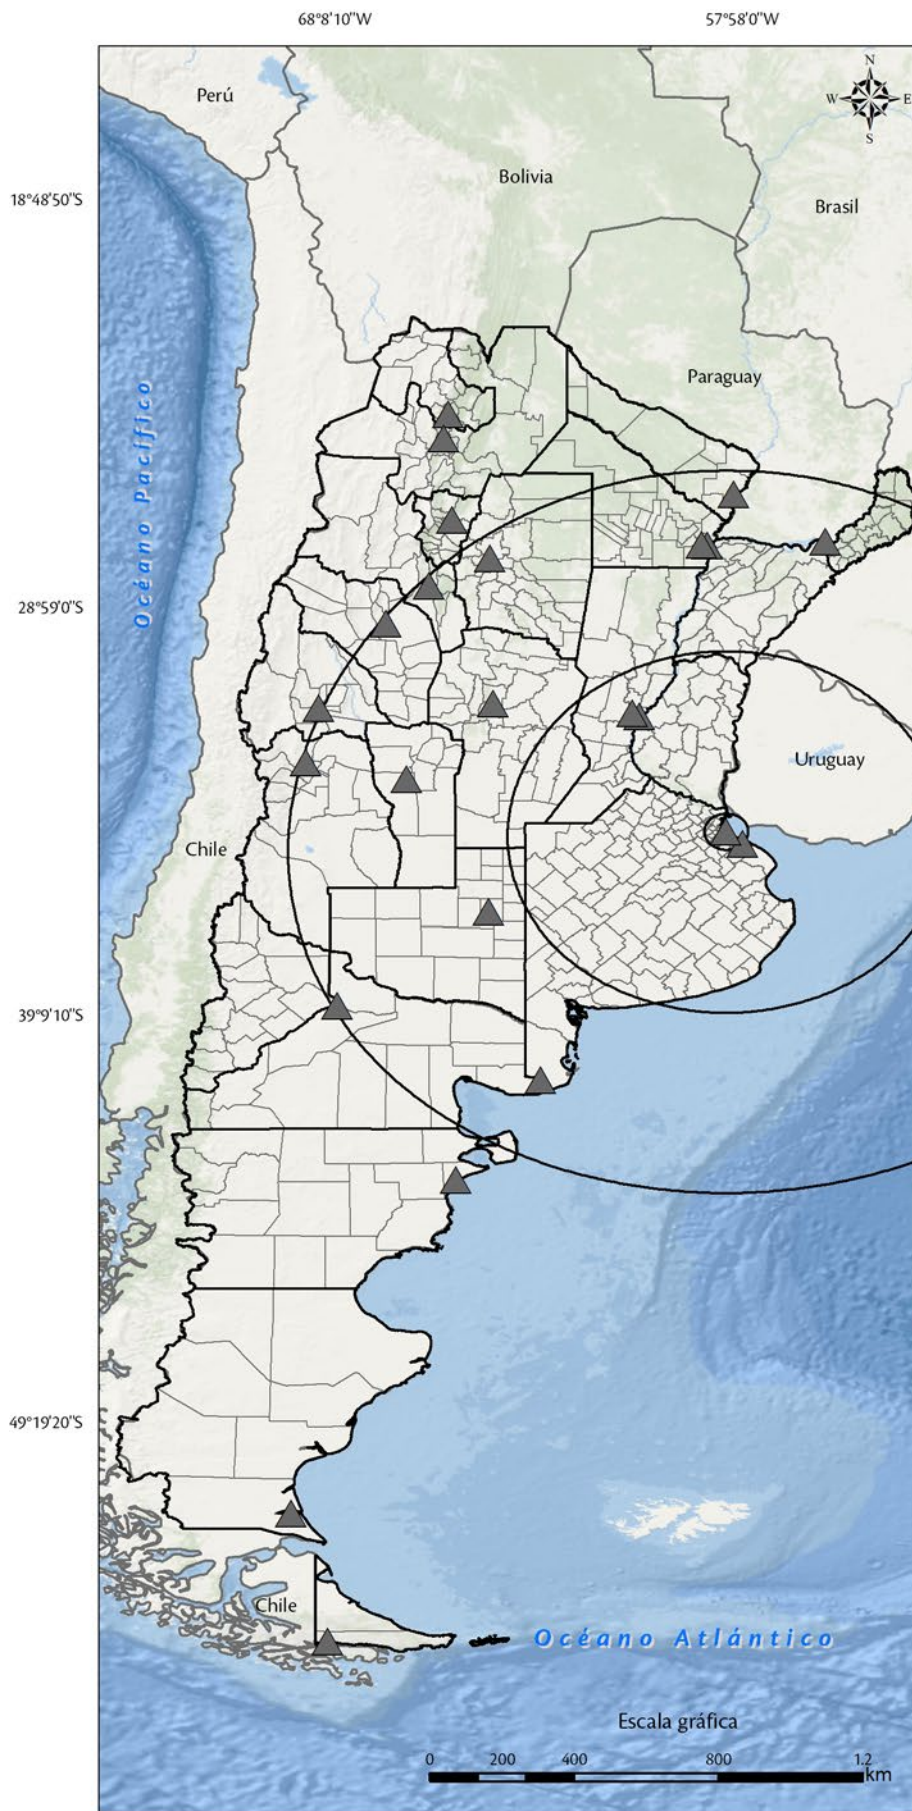 68°8'10"W 57°58'0"W
N
Perú
W E
S
Bolivia
18°48'50"S
Brasil
Paraguay
Océano Pacífico
28°59'0"S
Uruguay
Chile
39°9'10"S
49°19'20"S
Chile
Océano Atlántico
Escala gráfica
0 200 400 800 1.2
km